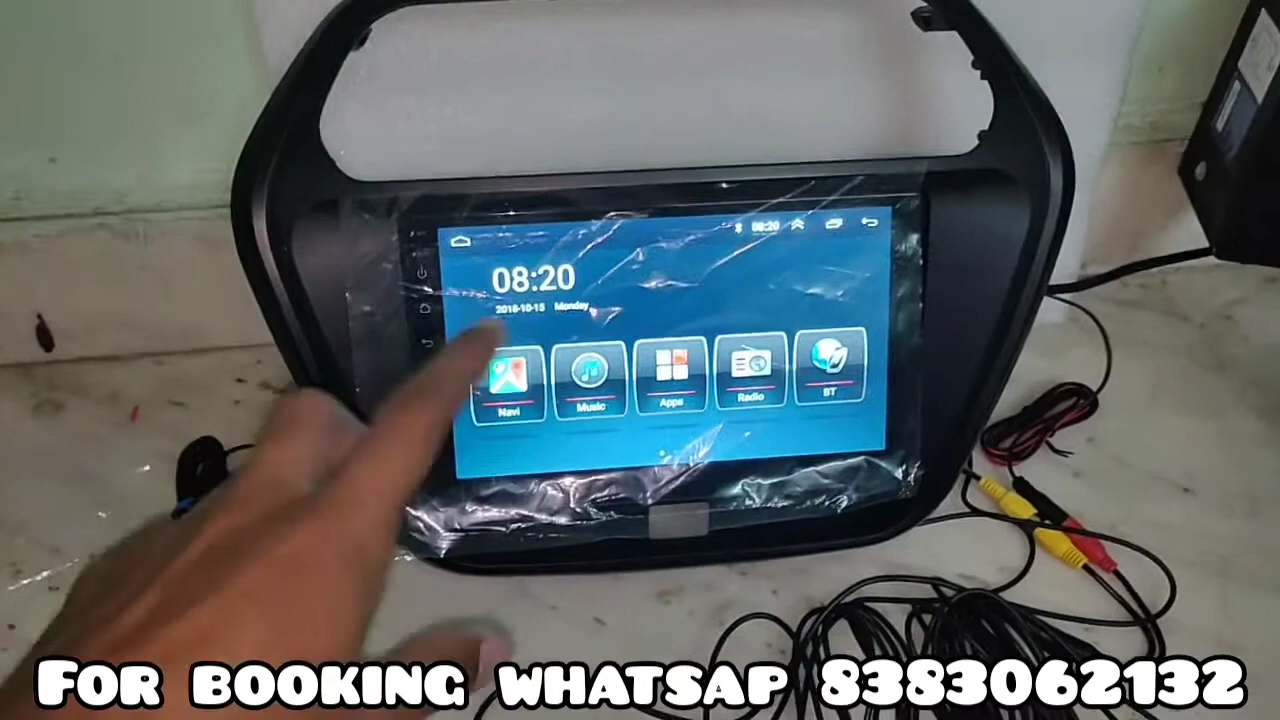 08:20
08:20
2018-10-15 Monday
Navi Music Apps Radio BT
FOR BOOKING WHATSAP 8383062132